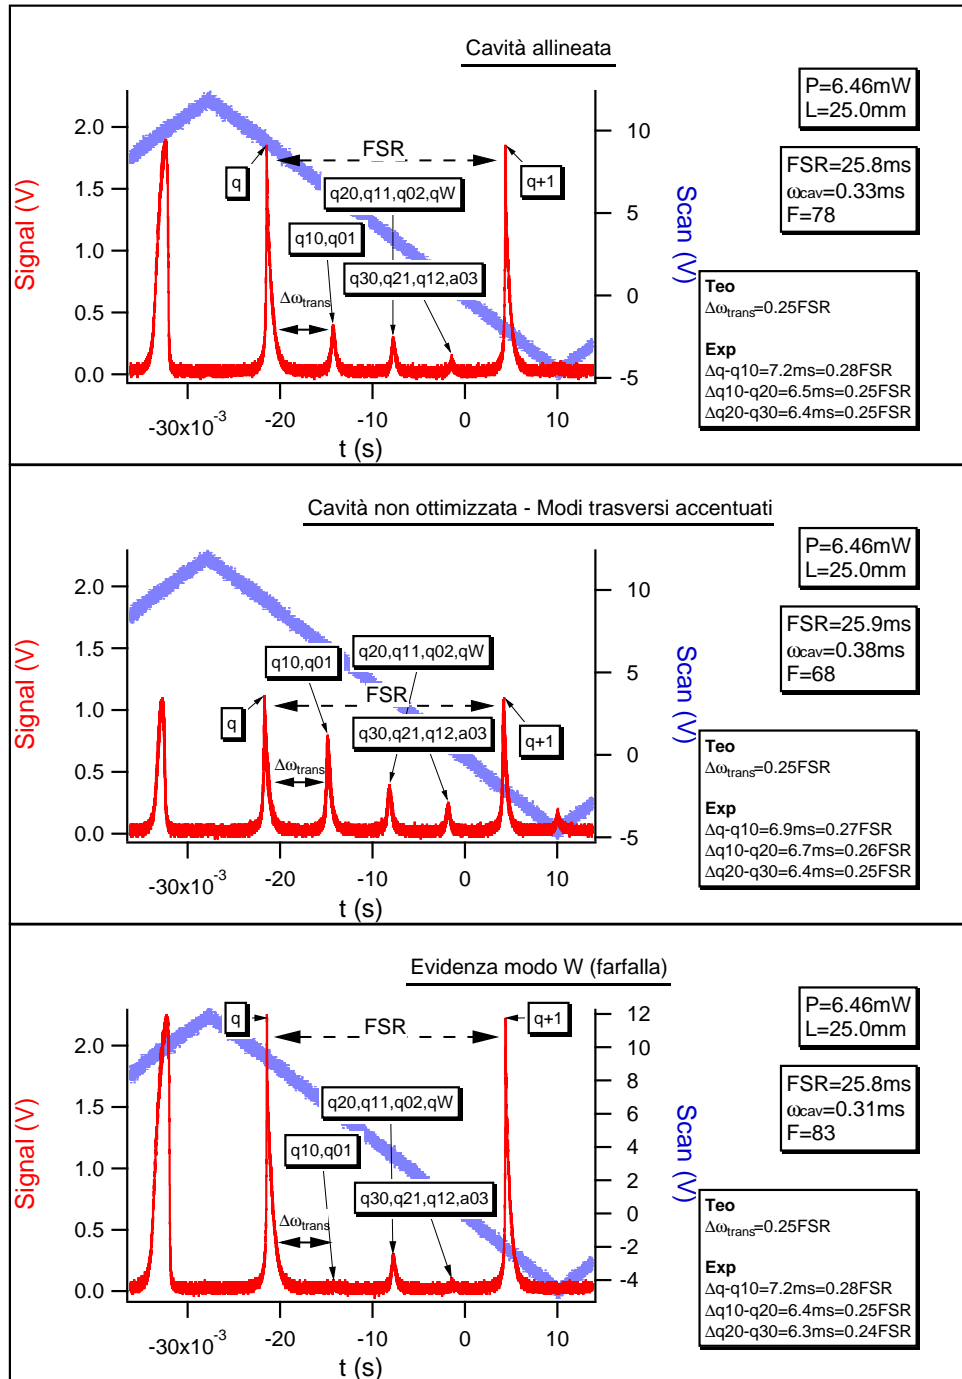 Cavità allineata
P=6.46mW
L=25.0mm
FSR=25.8ms
ωcav=0.33ms
F=78
Teo
Δωtrans=0.25FSR
Exp
Δq-q10=7.2ms=0.28FSR
Δq10-q20=6.5ms=0.25FSR
Δq20-q30=6.4ms=0.25FSR
Signal (V)
2.0
1.5
1.0
0.5
0.0
q
FSR
q+1
q20,q11,q02,qW
q10,q01
q30,q21,q12,a03
Δωtrans
10
5
0
-5
Scan (V)
-30x10-3
-20
-10
0
10
t (s)
Cavità non ottimizzata - Modi trasversi accentuati
P=6.46mW
L=25.0mm
FSR=25.9ms
ωcav=0.38ms
F=68
Teo
Δωtrans=0.25FSR
Exp
Δq-q10=6.9ms=0.27FSR
Δq10-q20=6.7ms=0.26FSR
Δq20-q30=6.4ms=0.25FSR
Signal (V)
2.0
1.5
1.0
0.5
0.0
q20,q11,q02,qW
q10,q01
FSR
q
q30,q21,q12,a03
q+1
Δωtrans
10
5
0
-5
Scan (V)
-30x10-3
-20
-10
0
10
t (s)
Evidenza modo W (farfalla)
P=6.46mW
L=25.0mm
FSR=25.8ms
ωcav=0.31ms
F=83
Teo
Δωtrans=0.25FSR
Exp
Δq-q10=7.2ms=0.28FSR
Δq10-q20=6.4ms=0.25FSR
Δq20-q30=6.3ms=0.24FSR
Signal (V)
2.0
1.5
1.0
0.5
0.0
q
FSR
q+1
q20,q11,q02,qW
q10,q01
q30,q21,q12,a03
Δωtrans
12
10
8
6
4
2
0
-2
-4
Scan (V)
-30x10-3
-20
-10
0
10
t (s)